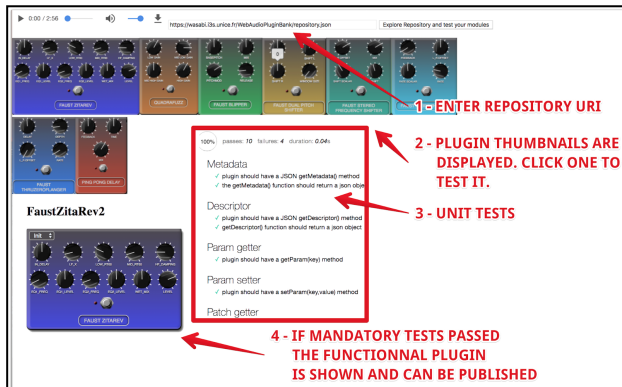 0:00 / 2:56
https://wasabi.i3s.unice.fr/WebAudioPluginBank/repository.json
Explore Repository and test your modules
FAUST ZITAREV
QUADRAFUZZ
FAUST FLIPPER
FAUST DUAL PITCH
SHIFTER
FAUST STEREO
FREQUENCY SHIFTER
1 - ENTER REPOSITORY URI
2 - PLUGIN THUMBNAILS ARE
DISPLAYED. CLICK ONE TO
TEST IT.
FAUST
THRUZEROFLANGER
PING PONG DELAY
100% passes: 10 failures: 4 duration: 0.04s
Metadata
✓ plugin should have a JSON getMetadata() method
✓ the getMetadata() function should return a json obje
Descriptor
✓ plugin should have a JSON getDescriptor() method
✓ getDescriptor() function should return a json object
3 - UNIT TESTS
Param getter
✓ plugin should have a getParam(key) method
Param setter
✓ plugin should have a setParam(key,value) method
Patch getter
FaustZitaRev2
Init
FAUST ZITAREV
4 - IF MANDATORY TESTS PASSED
THE FUNCTIONNAL PLUGIN
IS SHOWN AND CAN BE PUBLISHED